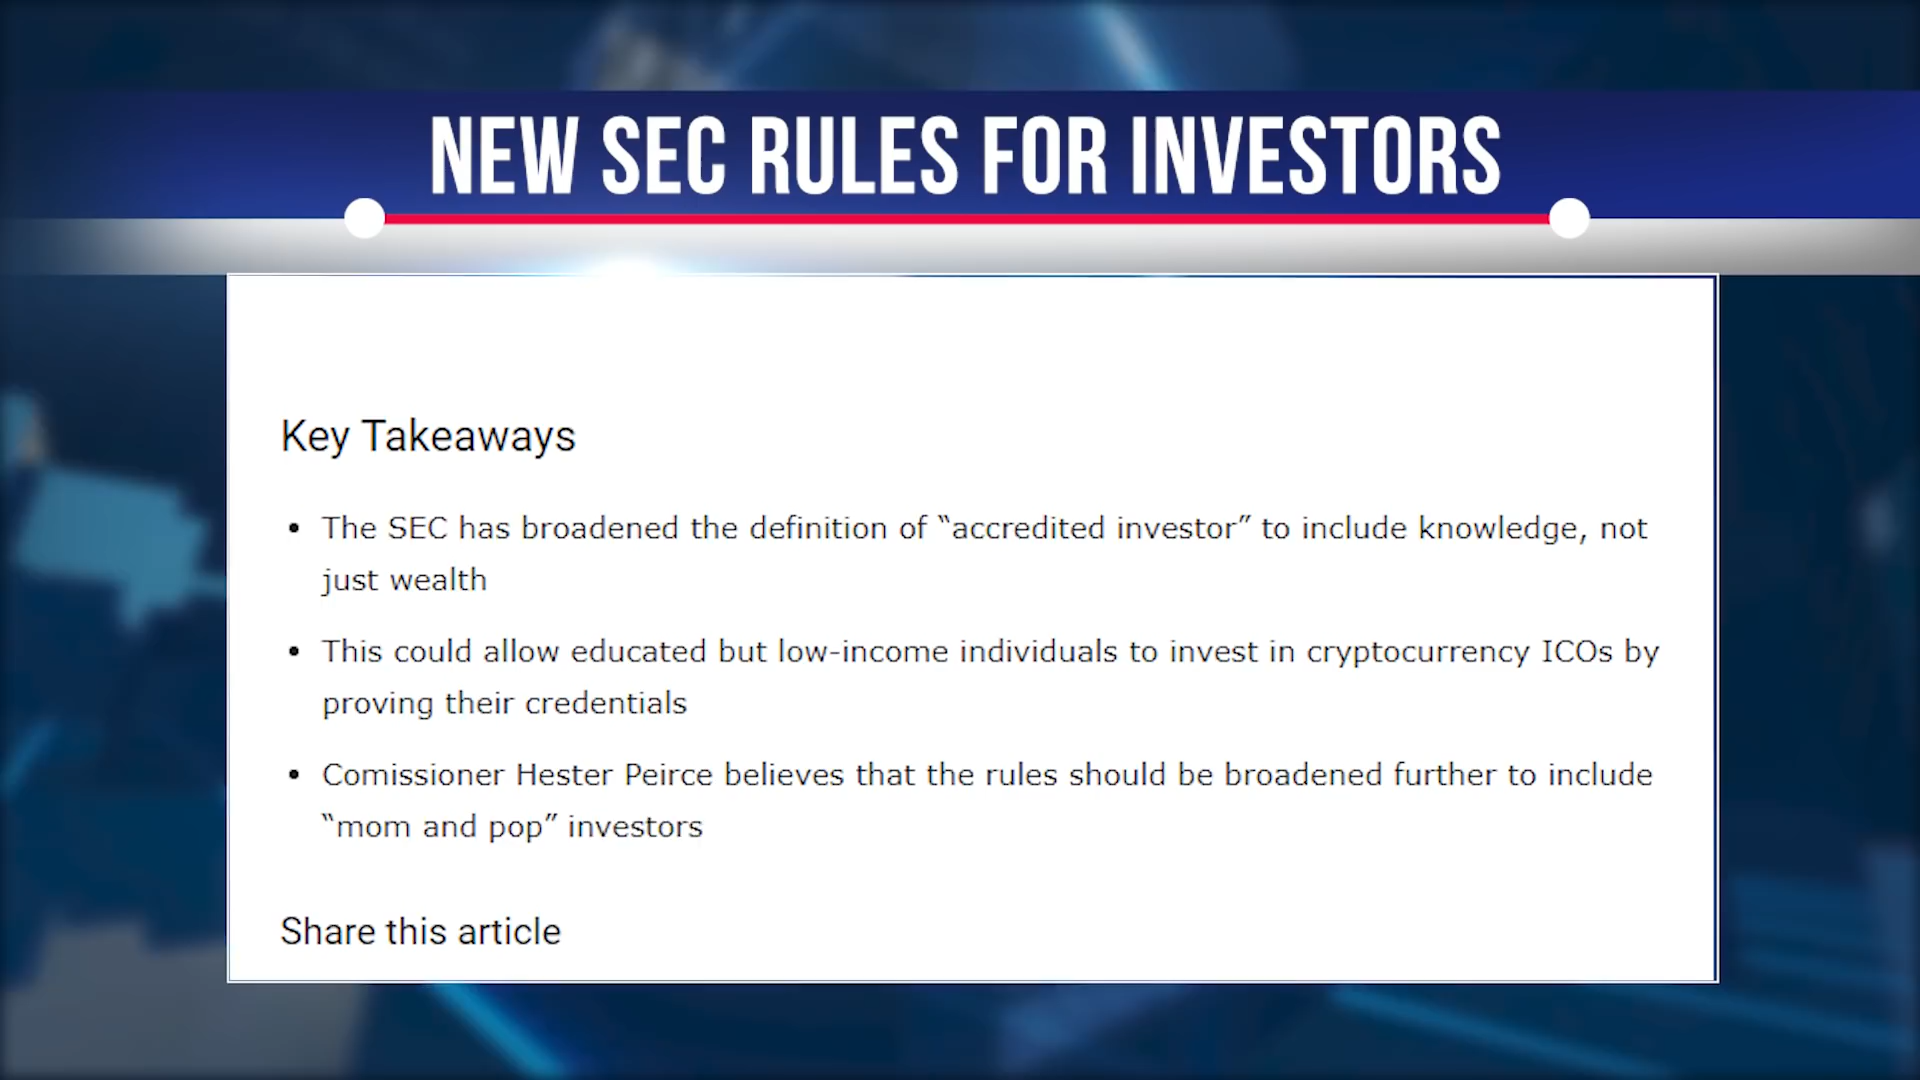 NEW SEC RULES FOR INVESTORS
Key Takeaways
• The SEC has broadened the definition of “accredited investor” to include knowledge, not
just wealth
• This could allow educated but low-income individuals to invest in cryptocurrency ICOs by
proving their credentials
• Comissioner Hester Peirce believes that the rules should be broadened further to include
“mom and pop” investors
Share this article